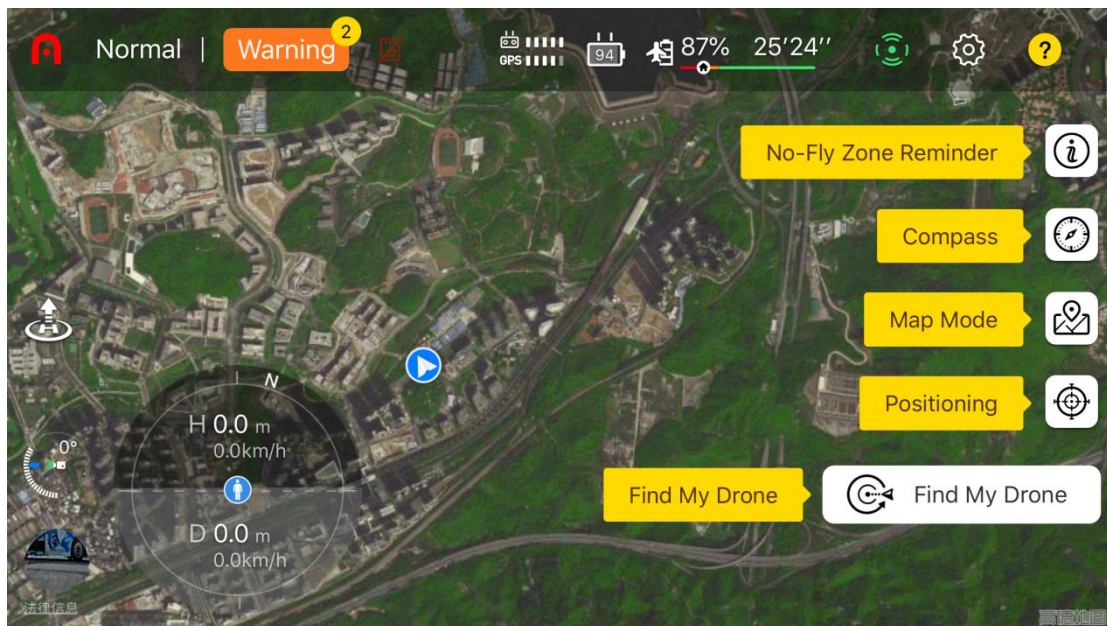 Normal | Warning 2
GPS
94
87% 25'24''
?
No-Fly Zone Reminder
Compass
Map Mode
Positioning
Find My Drone
Find My Drone
N
H 0.0 m
0.0km/h
0°
D 0.0 m
0.0km/h
法律信息
高德地图